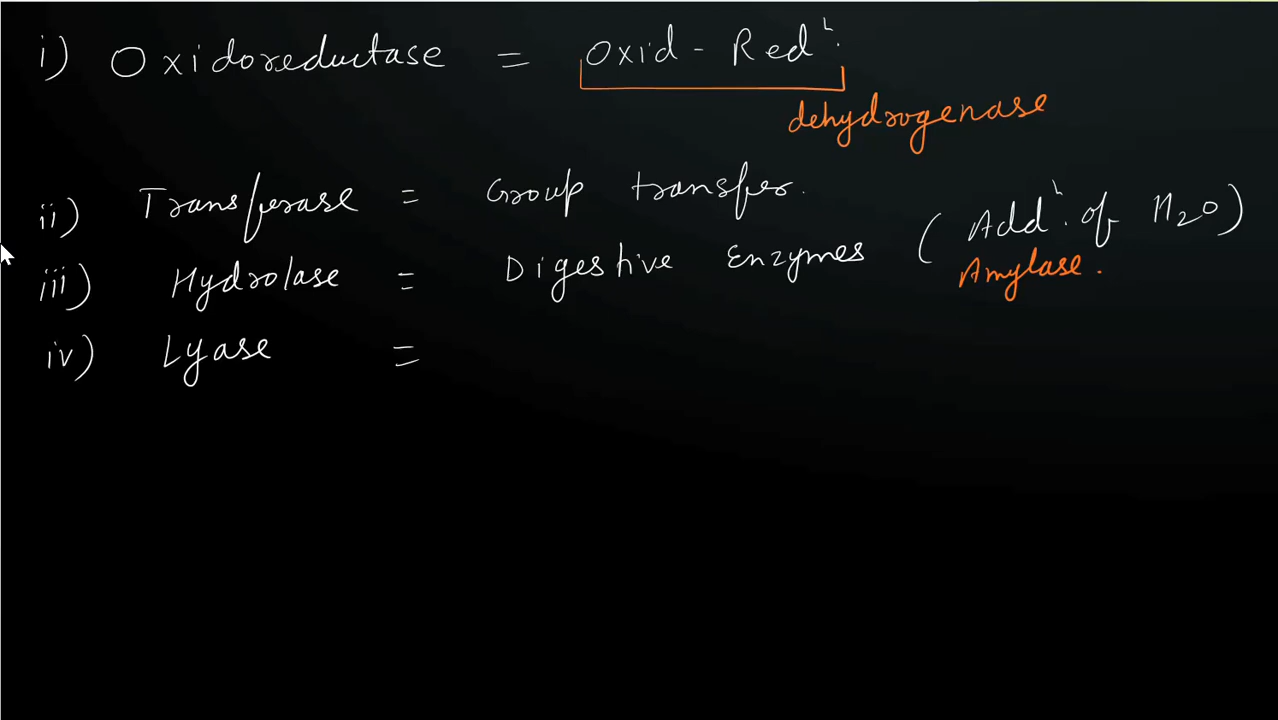 i) Oxidoreductase = Oxid - Redⁿ.
dehydrogenase
ii) Transferase = Group transfer.
iii) Hydrolase = Digestive Enzymes (Addⁿ. of H₂O)
Amylase.
iv) Lyase =